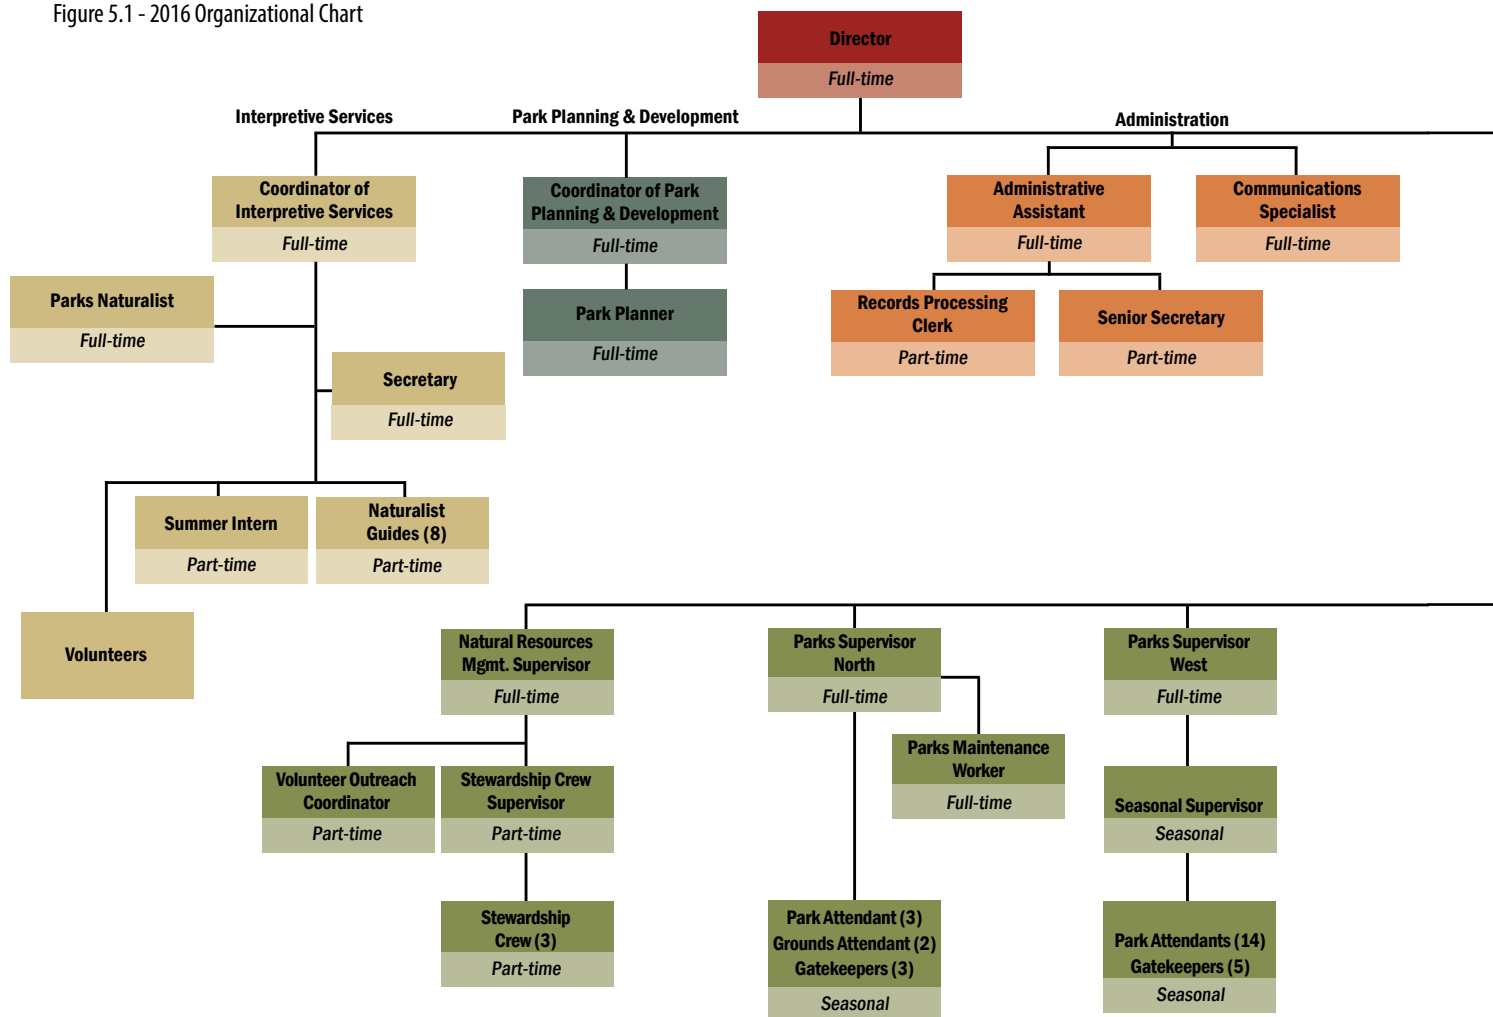 Figure 5.1 - 2016 Organizational Chart
Director
Full-time
Interpretive Services
Park Planning & Development
Administration
Coordinator of
Interpretive Services
Full-time
Coordinator of Park
Planning & Development
Full-time
Administrative
Assistant
Full-time
Communications
Specialist
Full-time
Parks Naturalist
Full-time
Park Planner
Full-time
Records Processing
Clerk
Part-time
Senior Secretary
Part-time
Secretary
Full-time
Summer Intern
Part-time
Naturalist
Guides (8)
Part-time
Volunteers
Natural Resources
Mgmt. Supervisor
Full-time
Parks Supervisor
North
Full-time
Parks Supervisor
West
Full-time
Parks Maintenance
Worker
Full-time
Volunteer Outreach
Coordinator
Part-time
Stewardship Crew
Supervisor
Part-time
Seasonal Supervisor
Seasonal
Stewardship
Crew (3)
Part-time
Park Attendant (3)
Grounds Attendant (2)
Gatekeepers (3)
Seasonal
Park Attendants (14)
Gatekeepers (5)
Seasonal